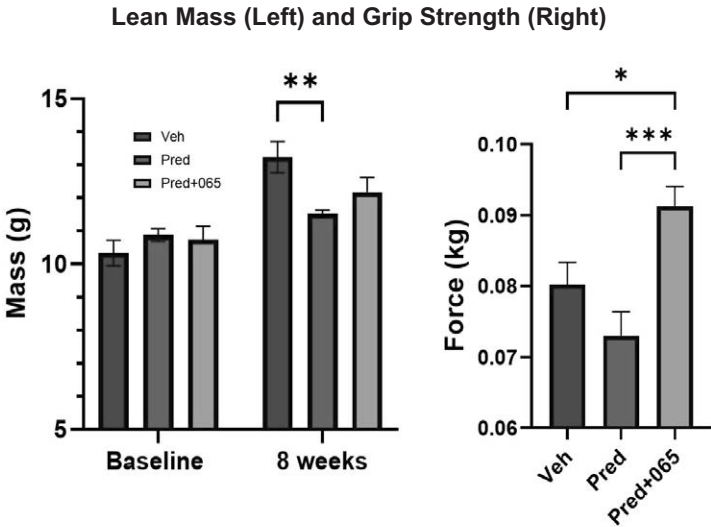 Lean Mass (Left) and Grip Strength (Right)
Mass (g)
15
10
5
Veh
Pred
Pred+065
**
Baseline
8 weeks
Force (kg)
0.10
0.09
0.08
0.07
0.06
*
***
Veh
Pred
Pred+065